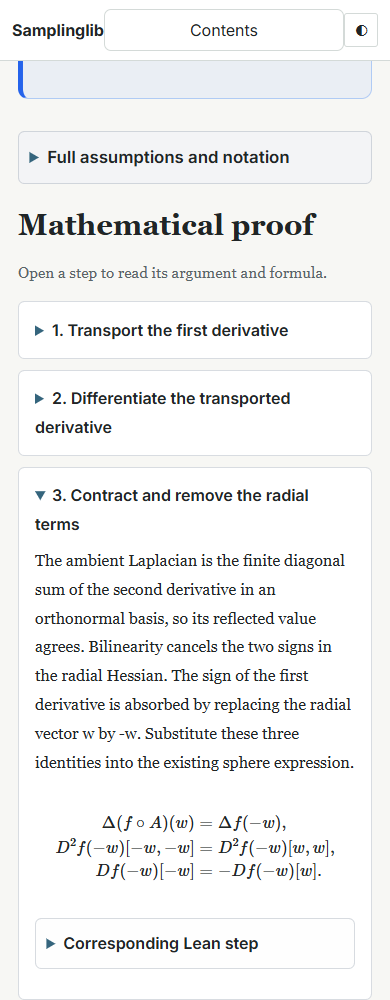 Samplinglib
Contents
Full assumptions and notation
Mathematical proof
Open a step to read its argument and formula.
1. Transport the first derivative
2. Differentiate the transported
derivative
3. Contract and remove the radial
terms
The ambient Laplacian is the finite diagonal
sum of the second derivative in an
orthonormal basis, so its reflected value
agrees. Bilinearity cancels the two signs in
the radial Hessian. The sign of the first
derivative is absorbed by replacing the radial
vector w by -w. Substitute these three
identities into the existing sphere expression.
Δ(f ∘ A)(w) = Δf(−w),
D²f(−w)[−w, −w] = D²f(−w)[w, w],
Df(−w)[−w] = −Df(−w)[w].
Corresponding Lean step